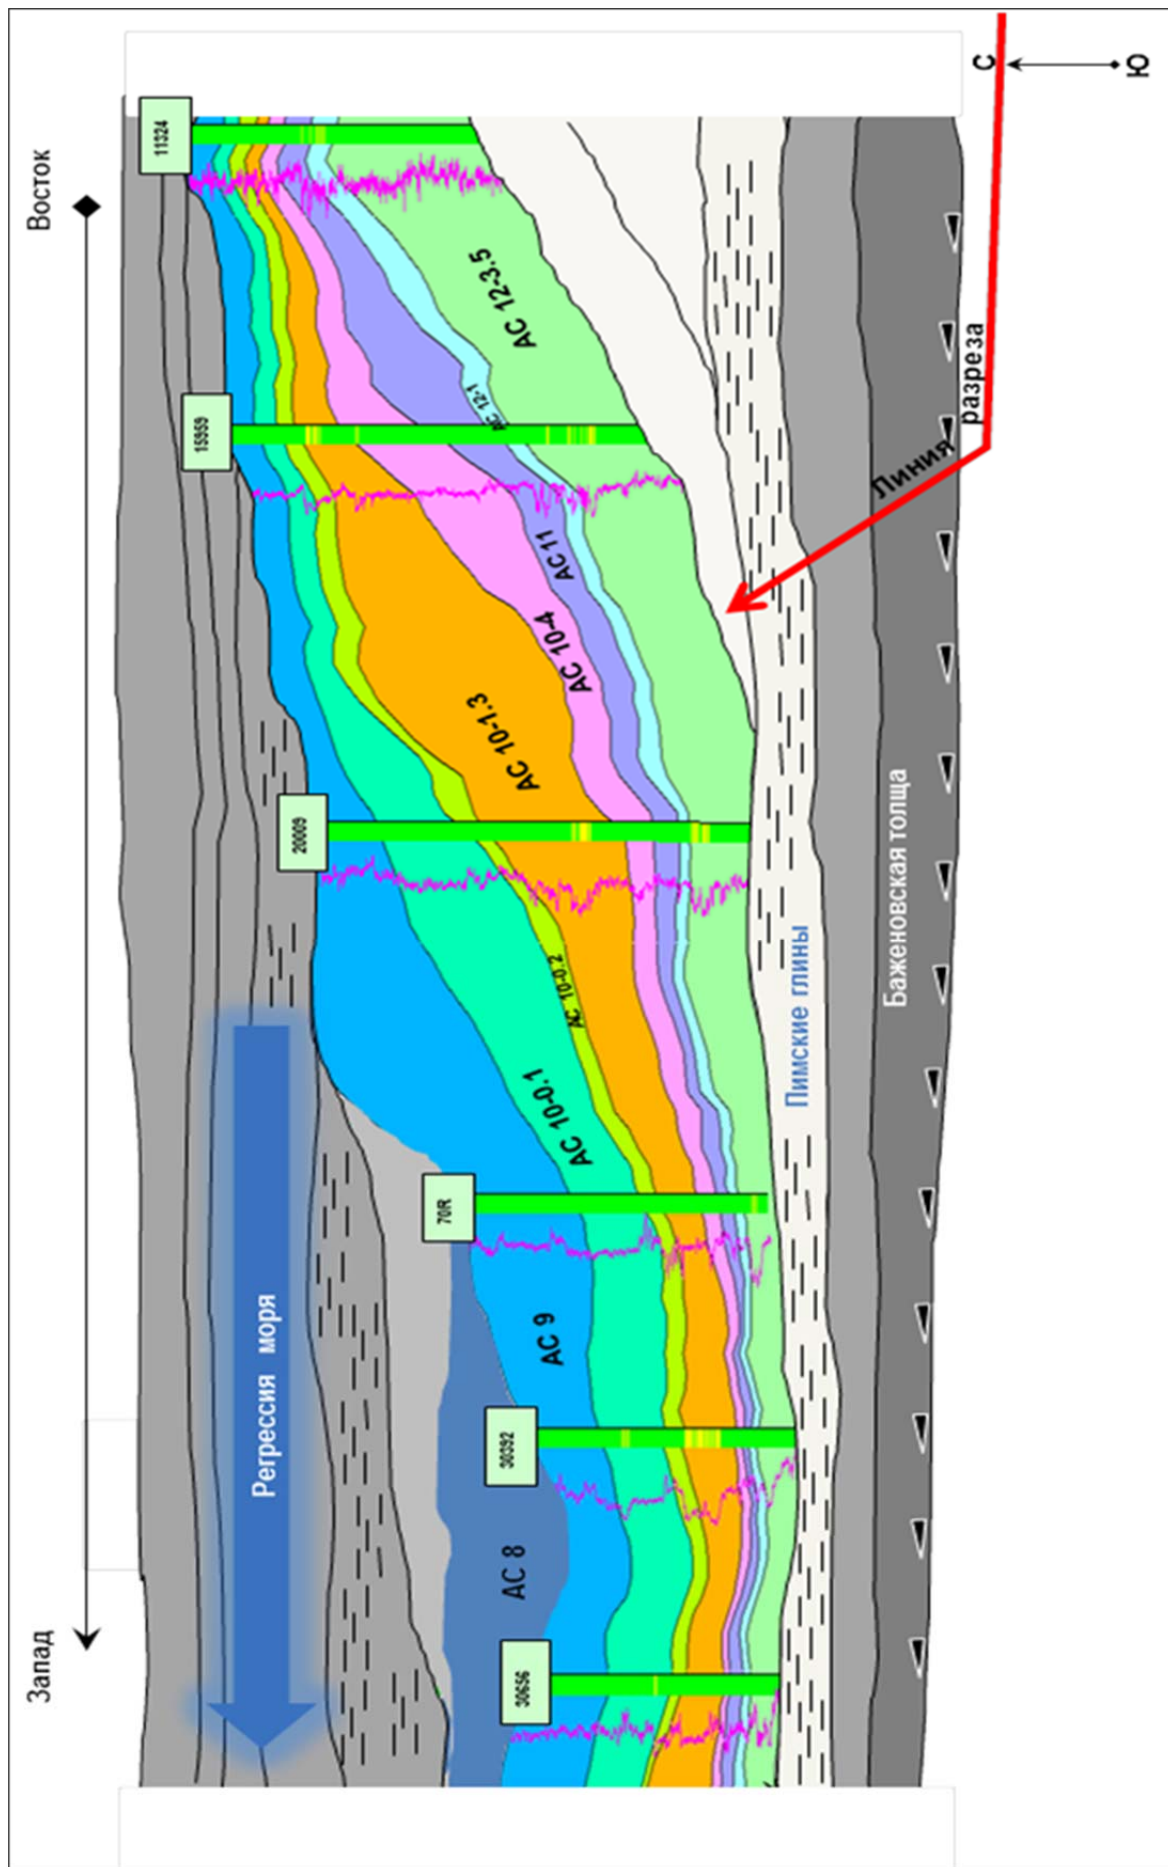 Запад
Восток
Регрессия моря
30656
30392
70R
20009
15959
11324
АС 8
АС 9
АС 10-0.1
АС 10-0.2
АС 10-1.3
АС 10-4
АС 11
АС 12-1
АС 12-3.5
Пимские глины
Баженовская толща
Линия
разреза
С
Ю